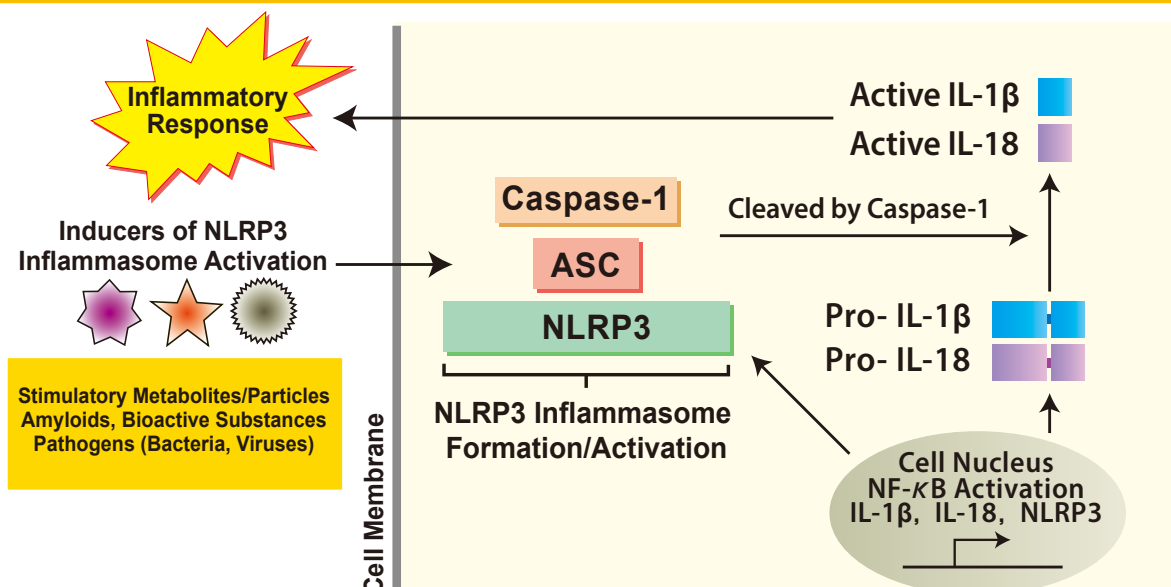 Inflammatory
Response
Inducers of NLRP3
Inflammasome Activation
Stimulatory Metabolites/Particles
Amyloids, Bioactive Substances
Pathogens (Bacteria, Viruses)
Cell Membrane
Active IL-1β
Active IL-18
Caspase-1
Cleaved by Caspase-1
ASC
NLRP3
Pro- IL-1β
Pro- IL-18
NLRP3 Inflammasome
Formation/Activation
Cell Nucleus
NF-κB Activation
IL-1β, IL-18, NLRP3